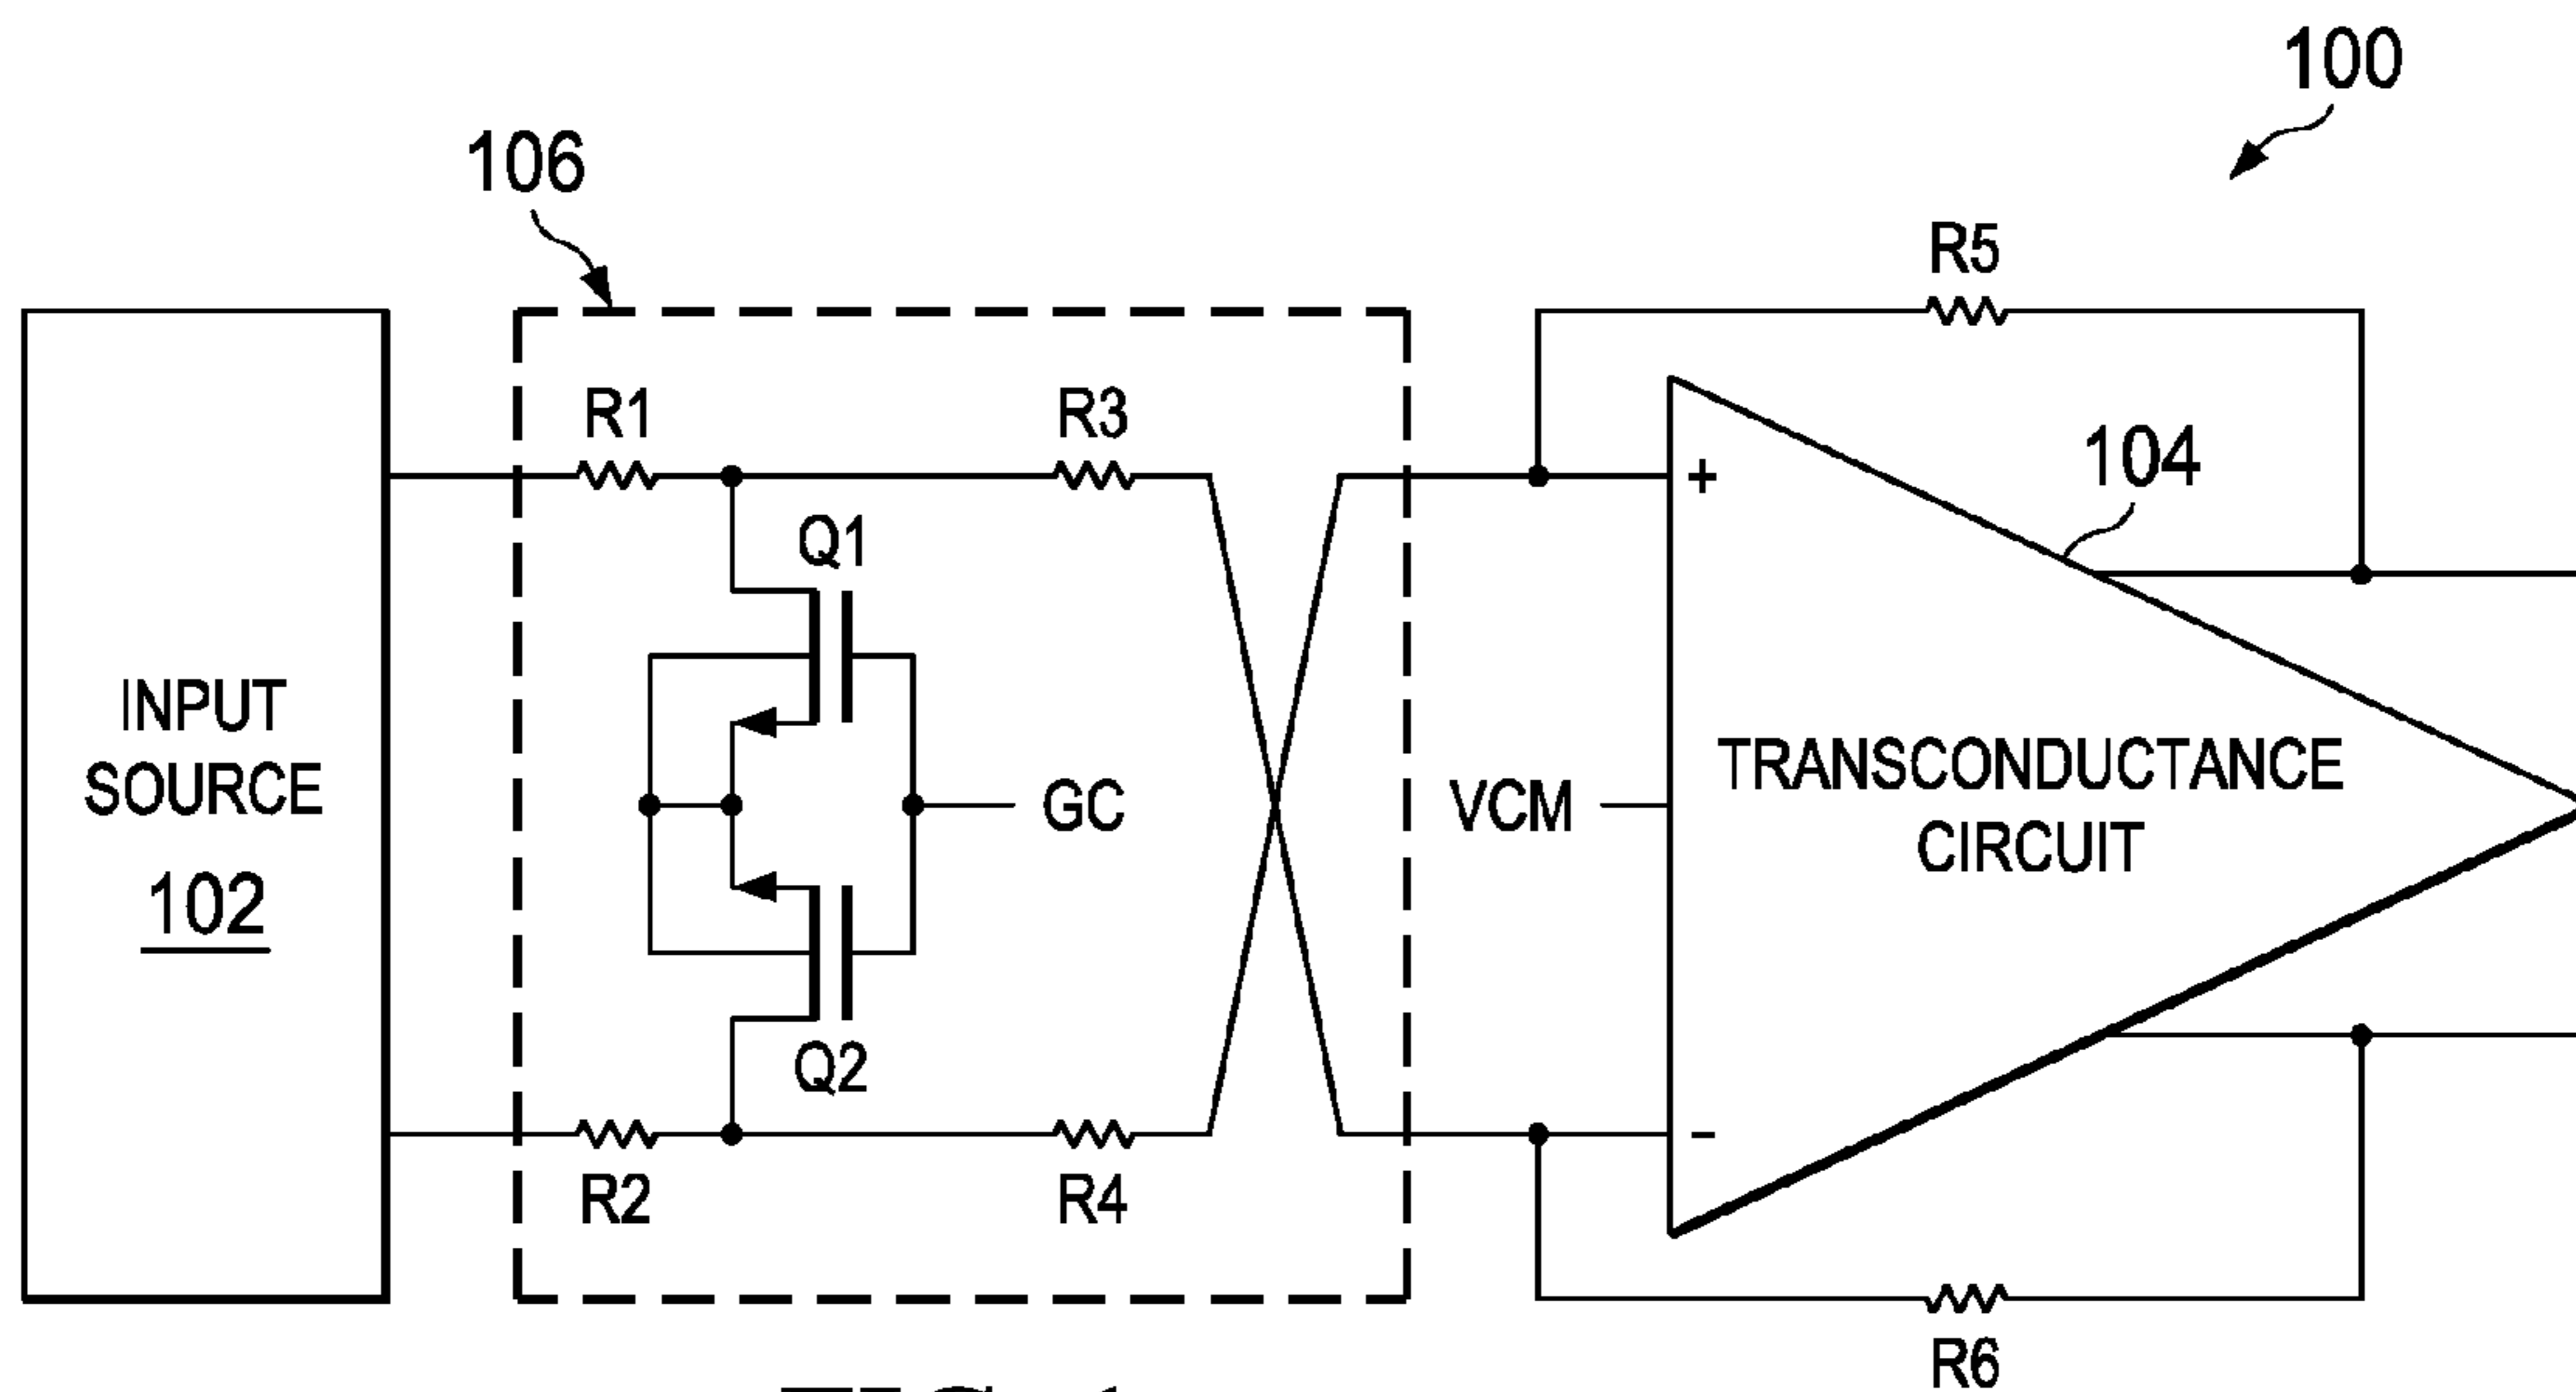 100
106
R5
R1
R3
104
Q1
+
INPUT
SOURCE
102
GC
VCM
TRANSCONDUCTANCE
CIRCUIT
Q2
-
R2
R4
R6